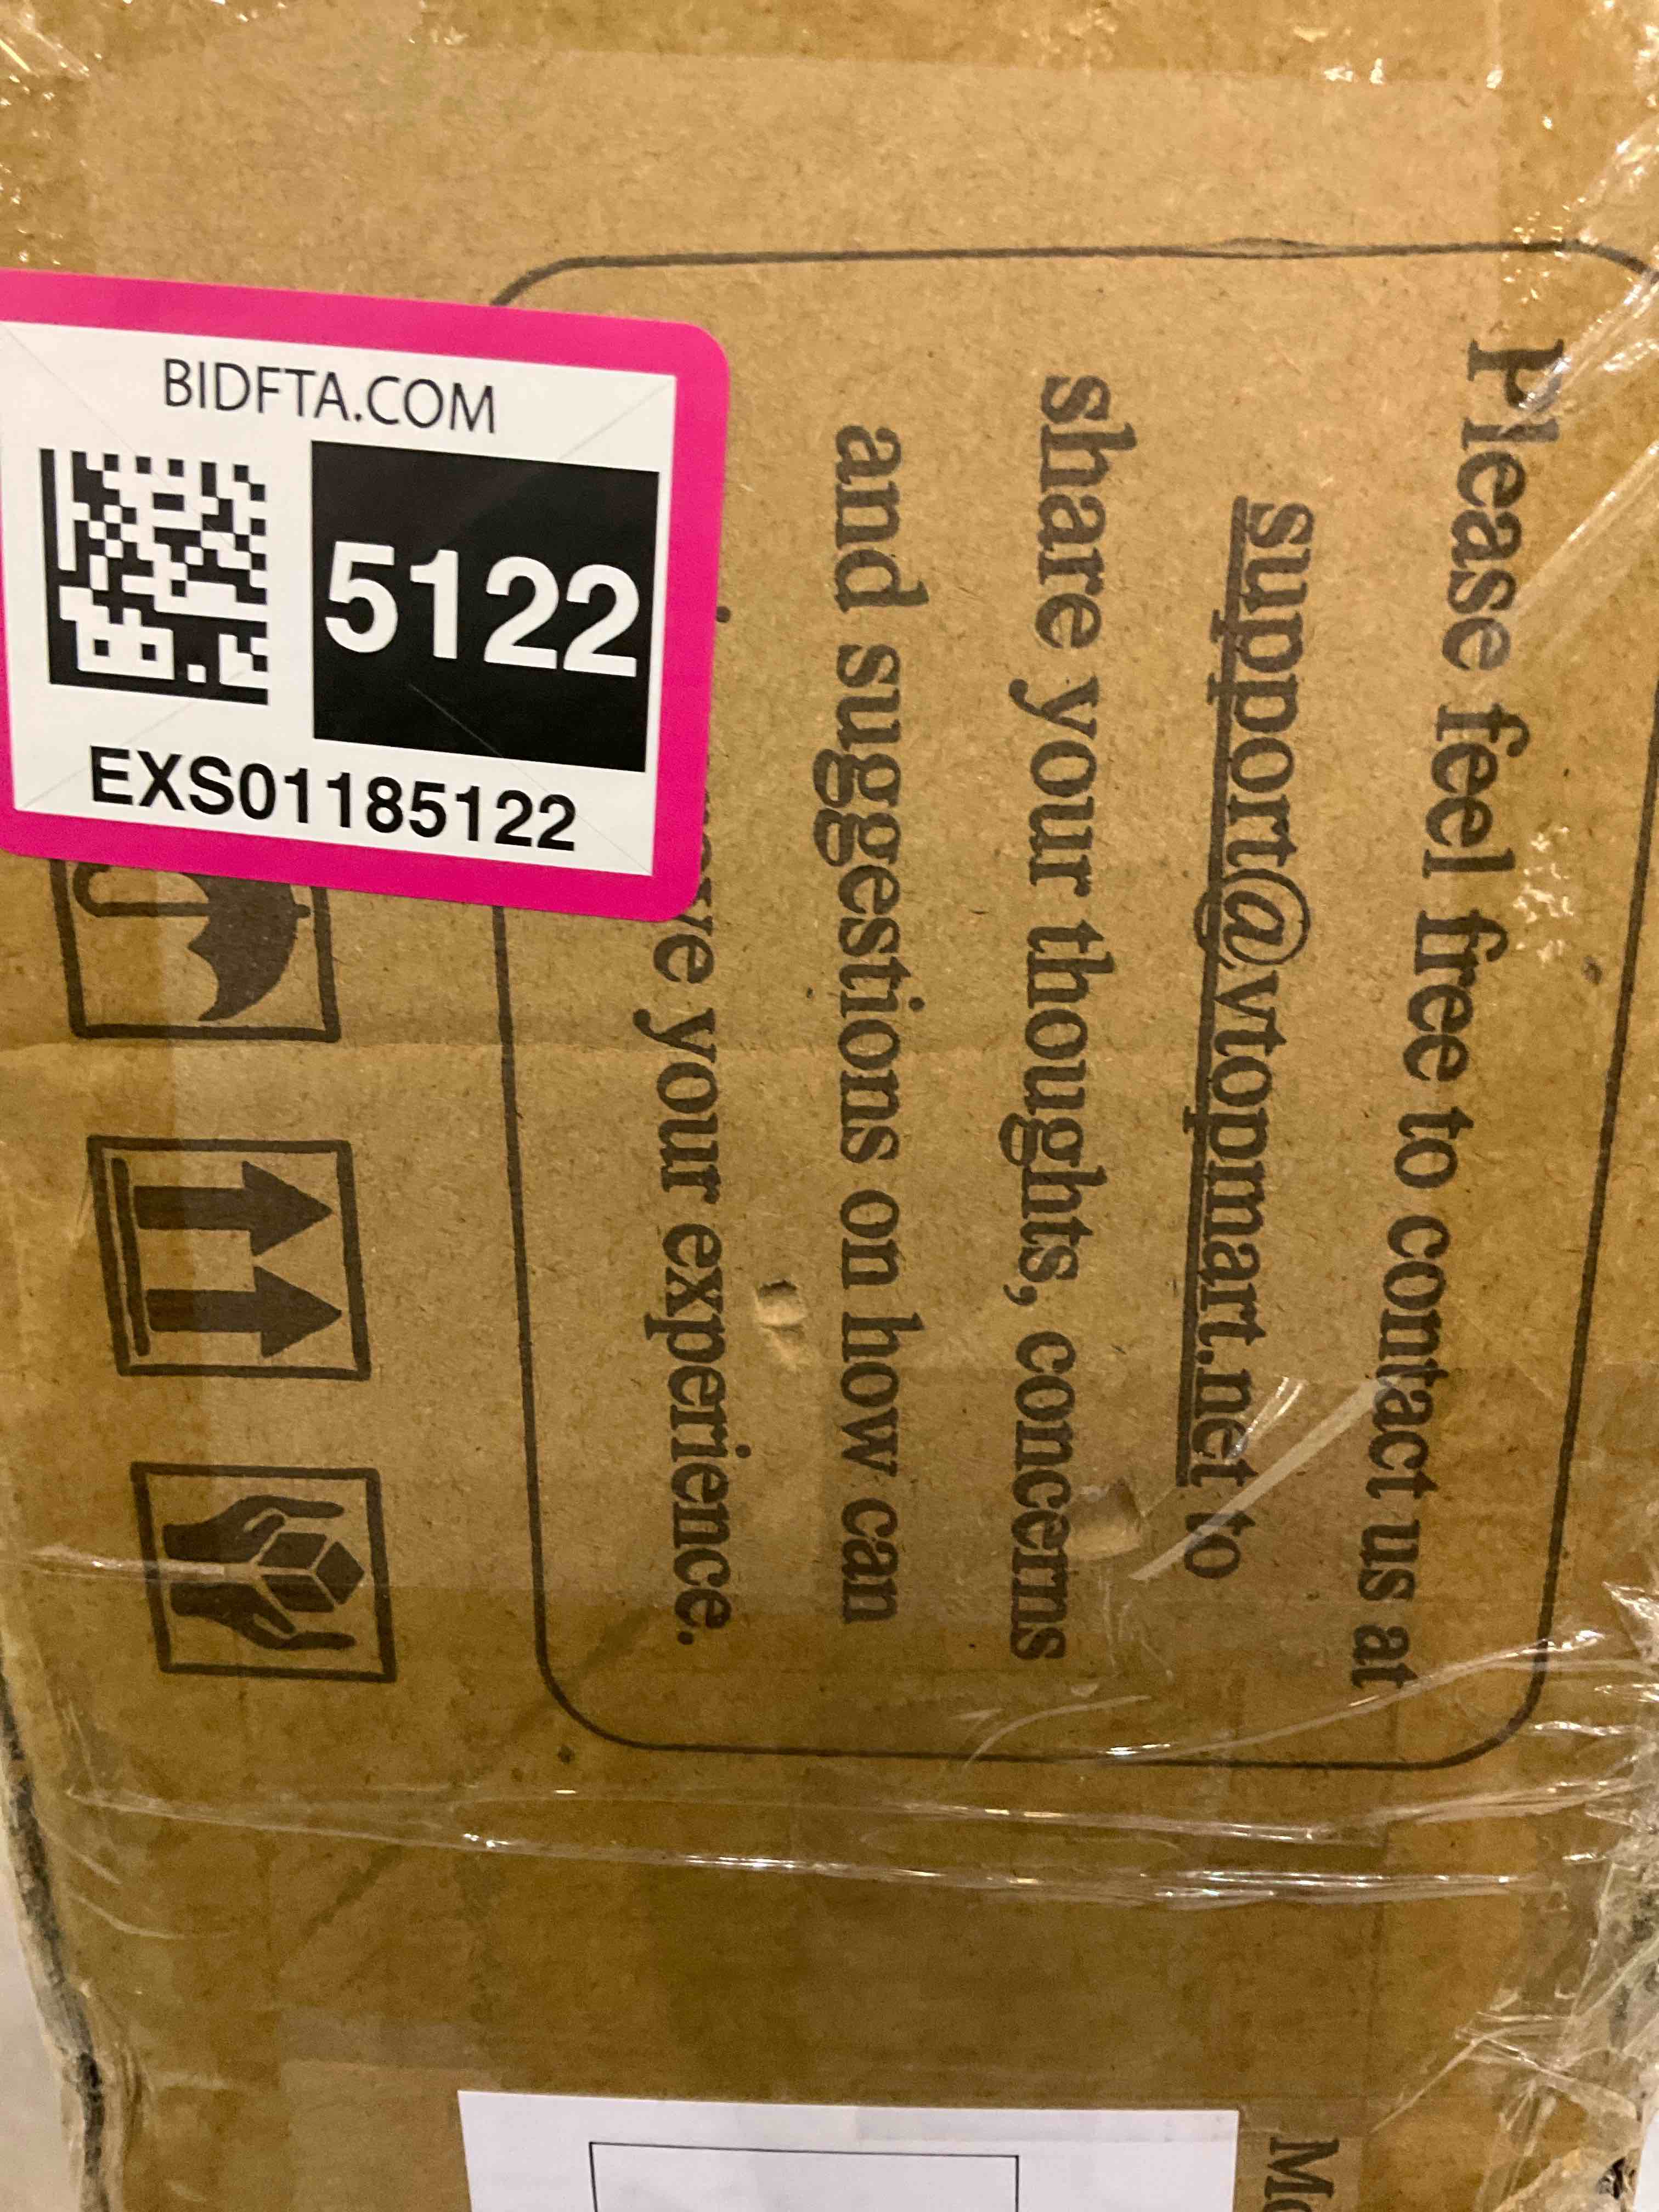 BIDFTA.COM
5122
EXS01185122
Please feel free to contact us at
support@vtopmart.net to
share your thoughts, concerns
and suggestions on how can
your experience.